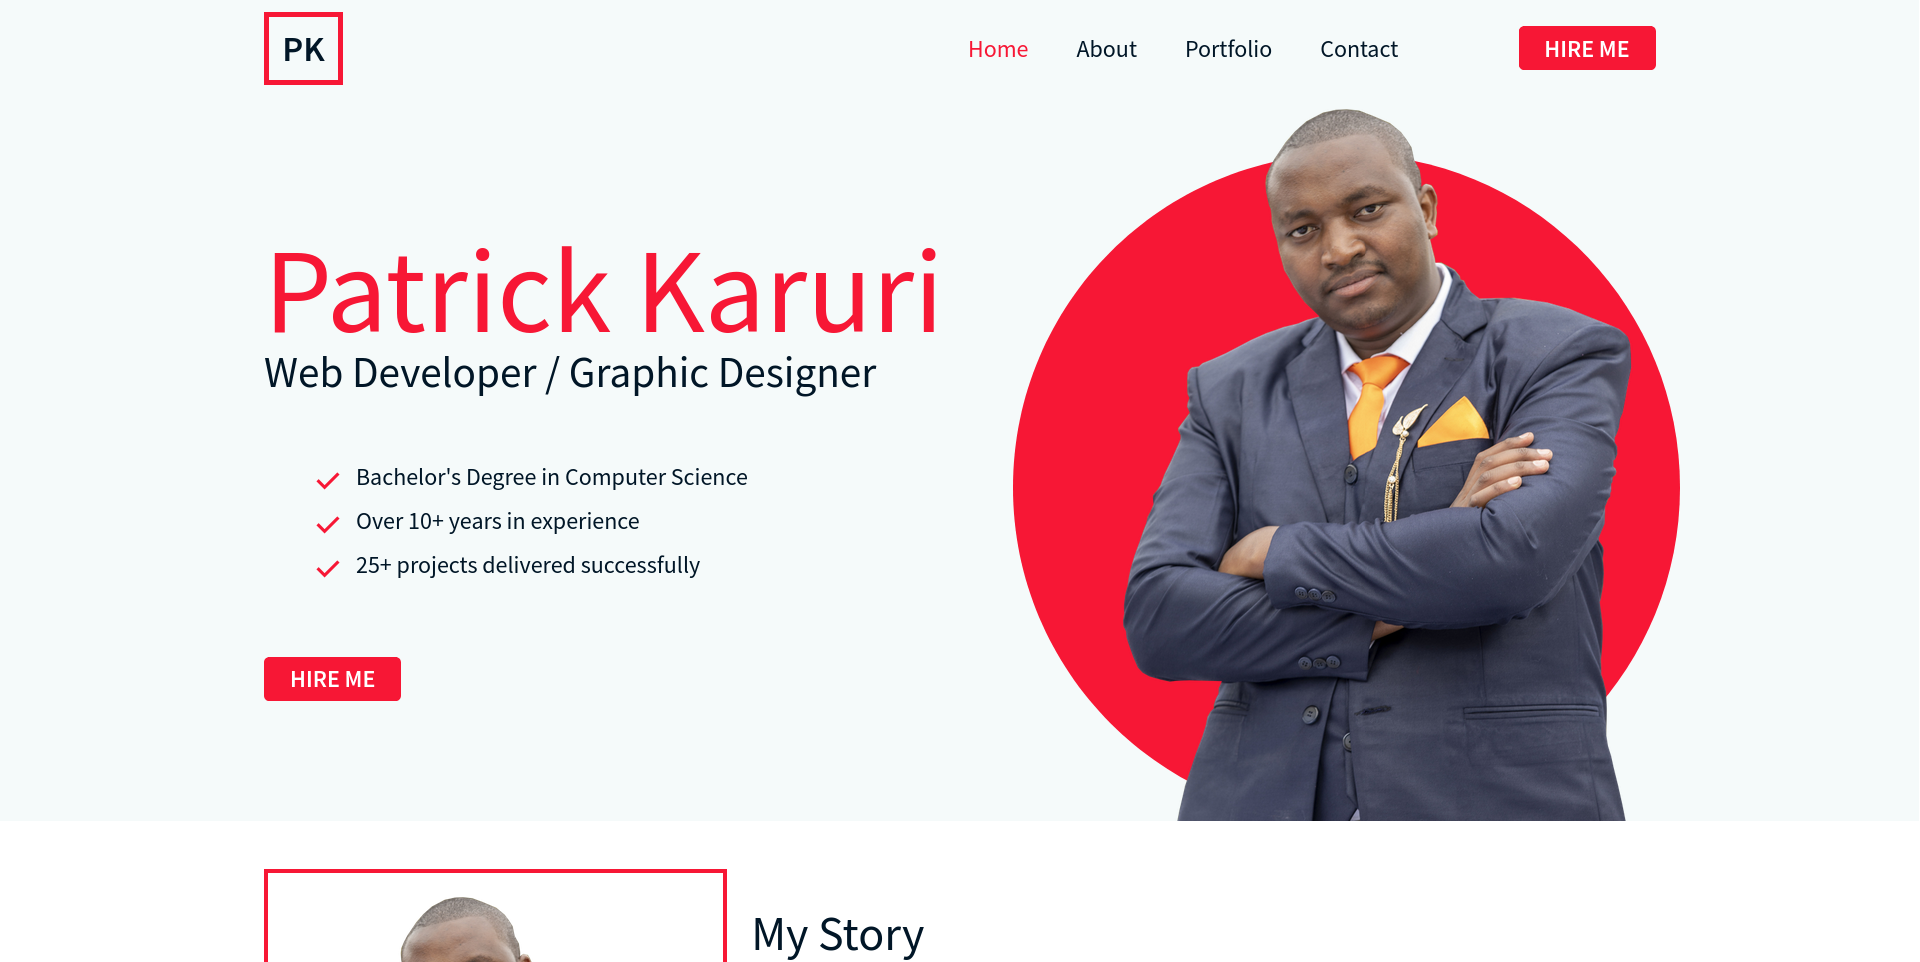 PK
Home About Portfolio Contact HIRE ME
Patrick Karuri
Web Developer / Graphic Designer
Bachelor's Degree in Computer Science
Over 10+ years in experience
25+ projects delivered successfully
HIRE ME
My Story